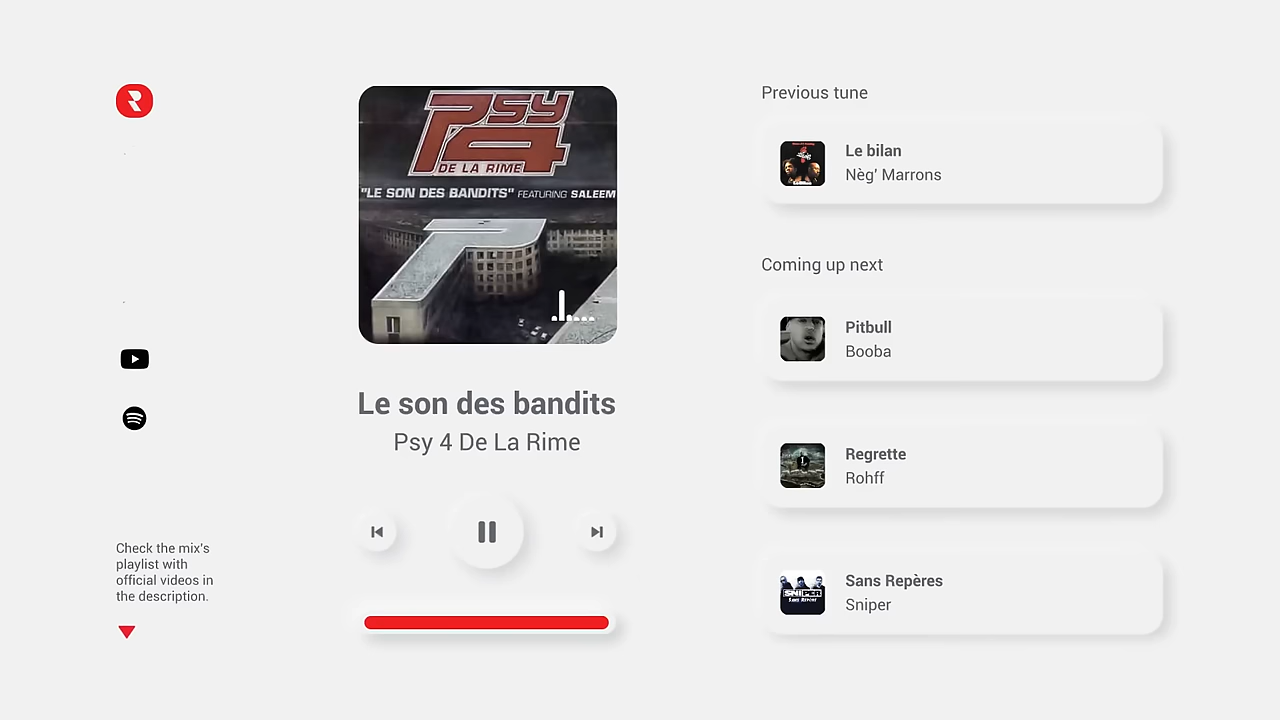 PSY
4
DE LA RIME
"LE SON DES BANDITS" FEATURING SALEEM
Le son des bandits
Psy 4 De La Rime
Check the mix's
playlist with
official videos in
the description.
Previous tune
Le bilan
Nèg' Marrons
Coming up next
Pitbull
Booba
Regrette
Rohff
SNIPER
Sans Repères
Sniper